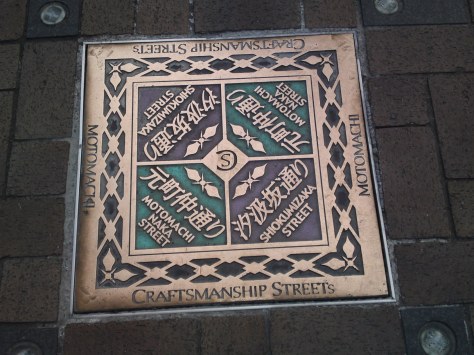 CRAFTSMANSHIP STREETs
MOTOMACHI
SHIOKUMIZAKA
STREET
汐汲坂通り
MOTOMACHI
NAKA
STREET
元町仲通り
S
元町仲通り
MOTOMACHI
NAKA
STREET
汐汲坂通り
SHIOKUMIZAKA
STREET
MOTOMACHI
CRAFTSMANSHIP STREETs